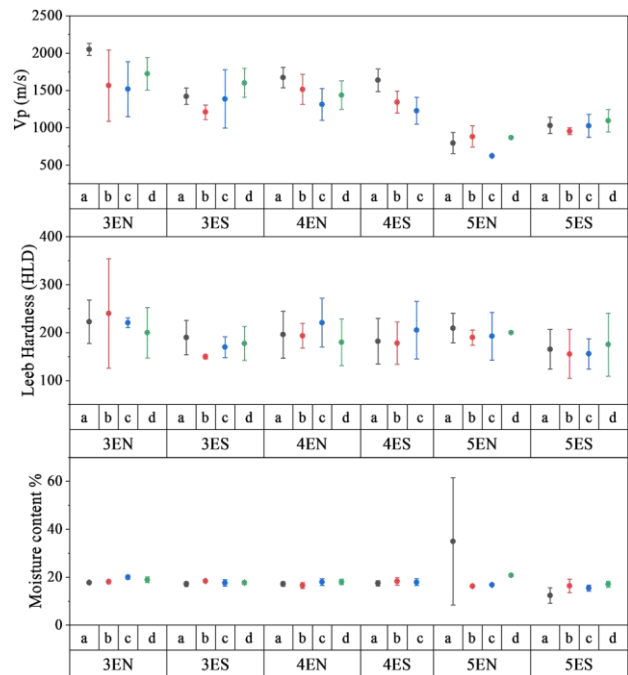 2500
2000
1500
1000
500
Vp (m/s)
a b c d a b c d a b c d a b c a b c d a b c d
3EN 3ES 4EN 4ES 5EN 5ES
400
300
200
100
Leeb Hardness (HLD)
a b c d a b c d a b c d a b c a b c d a b c d
3EN 3ES 4EN 4ES 5EN 5ES
60
40
20
0
Moisture content %
a b c d a b c d a b c d a b c a b c d a b c d
3EN 3ES 4EN 4ES 5EN 5ES